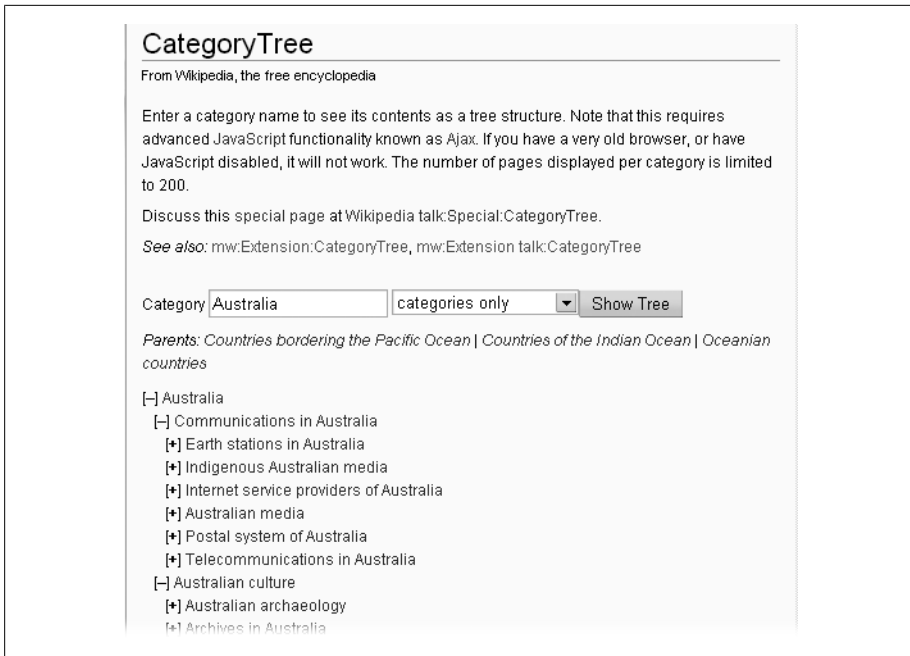 CategoryTree
From Wikipedia, the free encyclopedia
Enter a category name to see its contents as a tree structure. Note that this requires
advanced JavaScript functionality known as Ajax. If you have a very old browser, or have
JavaScript disabled, it will not work. The number of pages displayed per category is limited
to 200.
Discuss this special page at Wikipedia talk:Special:CategoryTree.
See also: mw:Extension:CategoryTree, mw:Extension talk:CategoryTree
Category Australia categories only Show Tree
Parents: Countries bordering the Pacific Ocean | Countries of the Indian Ocean | Oceanian
countries
[–] Australia
[–] Communications in Australia
[+] Earth stations in Australia
[+] Indigenous Australian media
[+] Internet service providers of Australia
[+] Australian media
[+] Postal system of Australia
[+] Telecommunications in Australia
[–] Australian culture
[+] Australian archaeology
[+] Archives in Australia